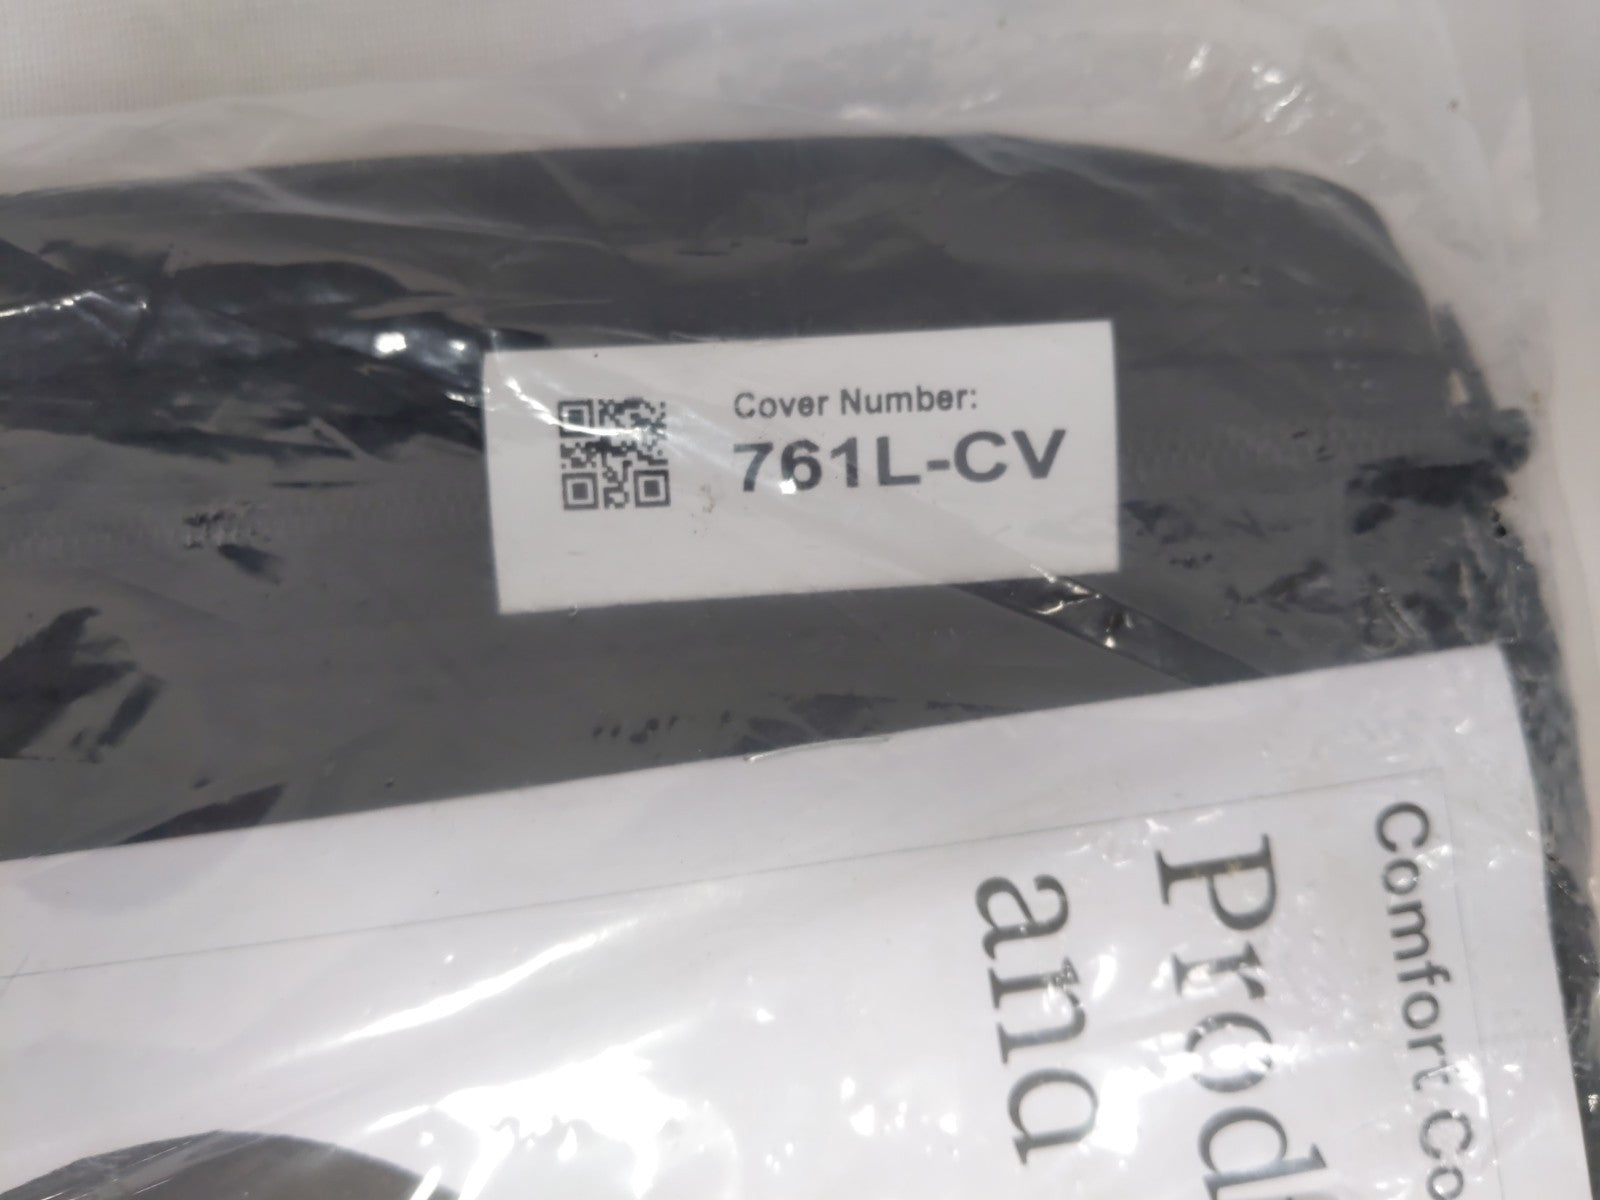 Cover Number:
761L-CV
Comfort Co
Prod
and